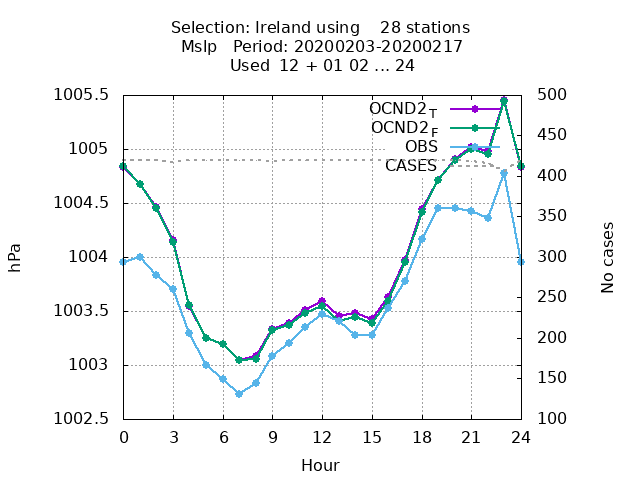 Selection: Ireland using 28 stations
Mslp Period: 20200203-20200217
Used 12 + 01 02 ... 24
1005.5
1005
1004.5
1004
1003.5
1003
1002.5
hPa
500
450
400
350
300
250
200
150
100
No cases
OCND2 T
OCND2 F
OBS
CASES
0 3 6 9 12 15 18 21 24
Hour